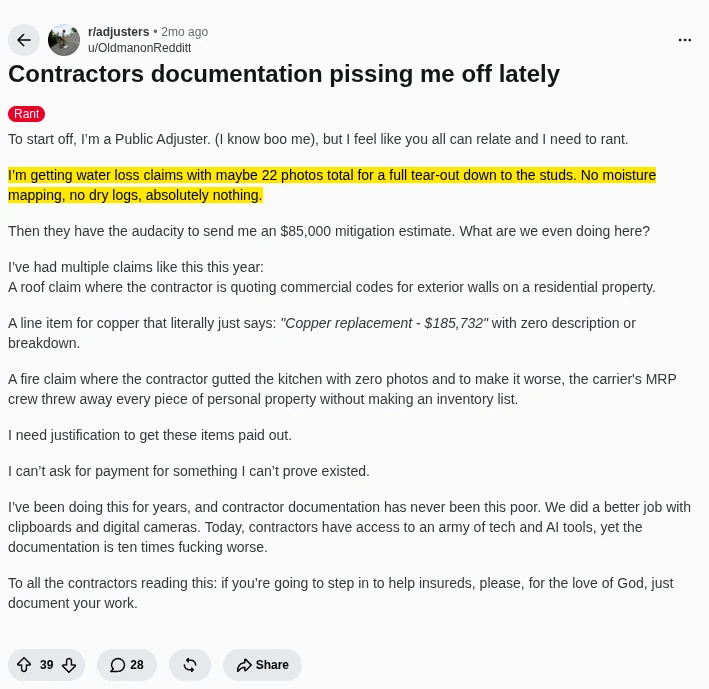 r/adjusters • 2mo ago
u/OldmanonRedditt
Contractors documentation pissing me off lately
Rant
To start off, I’m a Public Adjuster. (I know boo me), but I feel like you all can relate and I need to rant.
I’m getting water loss claims with maybe 22 photos total for a full tear-out down to the studs. No moisture
mapping, no dry logs, absolutely nothing.
Then they have the audacity to send me an $85,000 mitigation estimate. What are we even doing here?
I’ve had multiple claims like this this year:
A roof claim where the contractor is quoting commercial codes for exterior walls on a residential property.
A line item for copper that literally just says: "Copper replacement - $185,732" with zero description or
breakdown.
A fire claim where the contractor gutted the kitchen with zero photos and to make it worse, the carrier's MRP
crew threw away every piece of personal property without making an inventory list.
I need justification to get these items paid out.
I can’t ask for payment for something I can’t prove existed.
I’ve been doing this for years, and contractor documentation has never been this poor. We did a better job with
clipboards and digital cameras. Today, contractors have access to an army of tech and AI tools, yet the
documentation is ten times fucking worse.
To all the contractors reading this: if you’re going to step in to help insureds, please, for the love of God, just
document your work.
39 28 Share